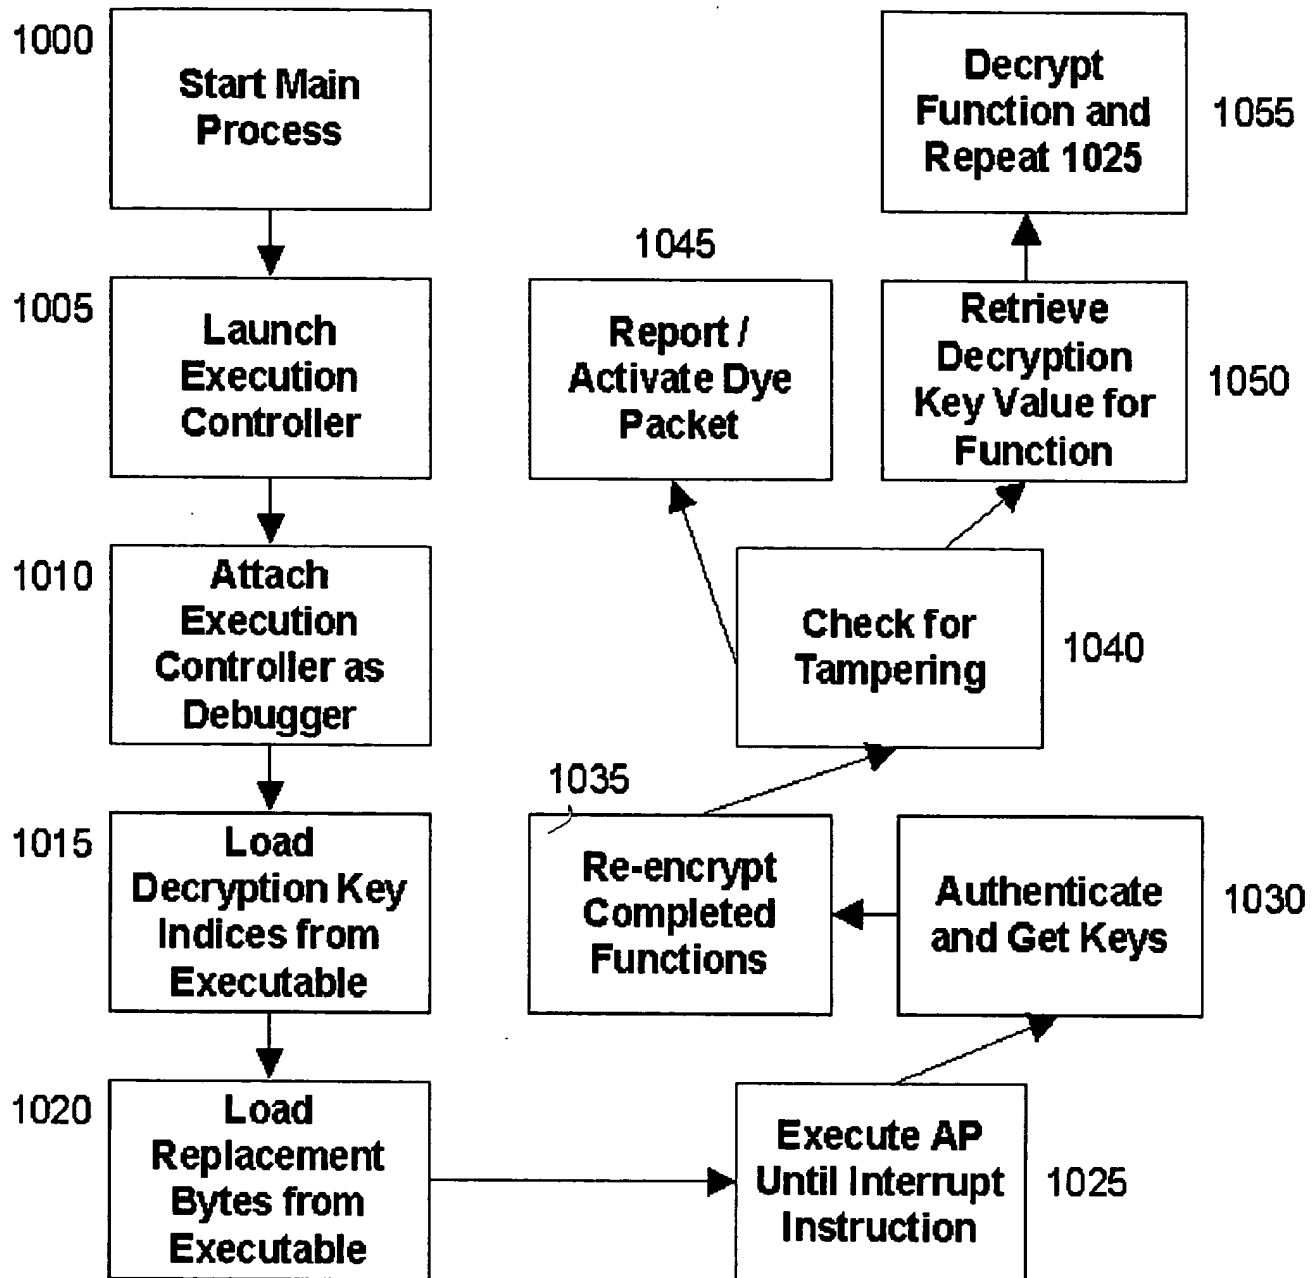 1000
Start Main
Process
1005
Launch
Execution
Controller
1010
Attach
Execution
Controller as
Debugger
1015
Load
Decryption Key
Indices from
Executable
1020
Load
Replacement
Bytes from
Executable
Execute AP
Until Interrupt
Instruction
1025
Authenticate
and Get Keys
1030
1035
Re-encrypt
Completed
Functions
Check for
Tampering
1040
1045
Report /
Activate Dye
Packet
Retrieve
Decryption
Key Value for
Function
1050
Decrypt
Function and
Repeat 1025
1055